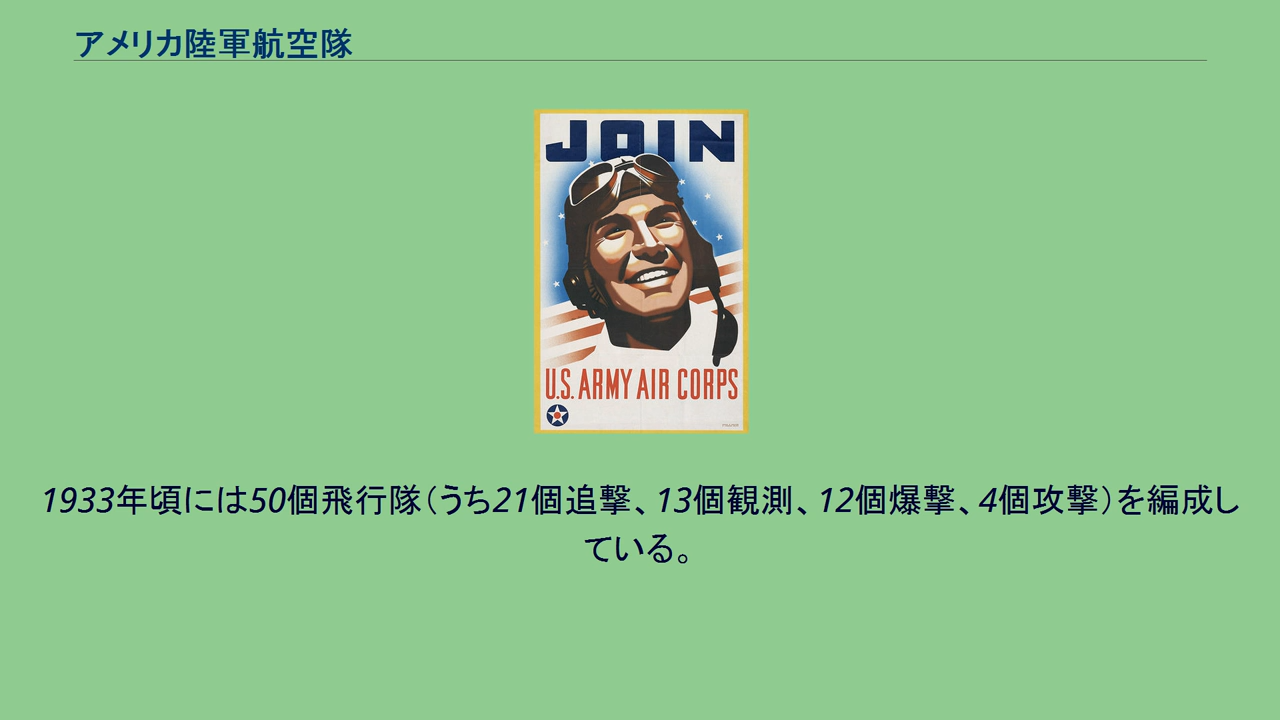 アメリカ陸軍航空隊
JOIN
U.S. ARMY AIR CORPS
1933年頃には50個飛行隊（うち21個追撃、13個観測、12個爆撃、4個攻撃）を編成し
ている。